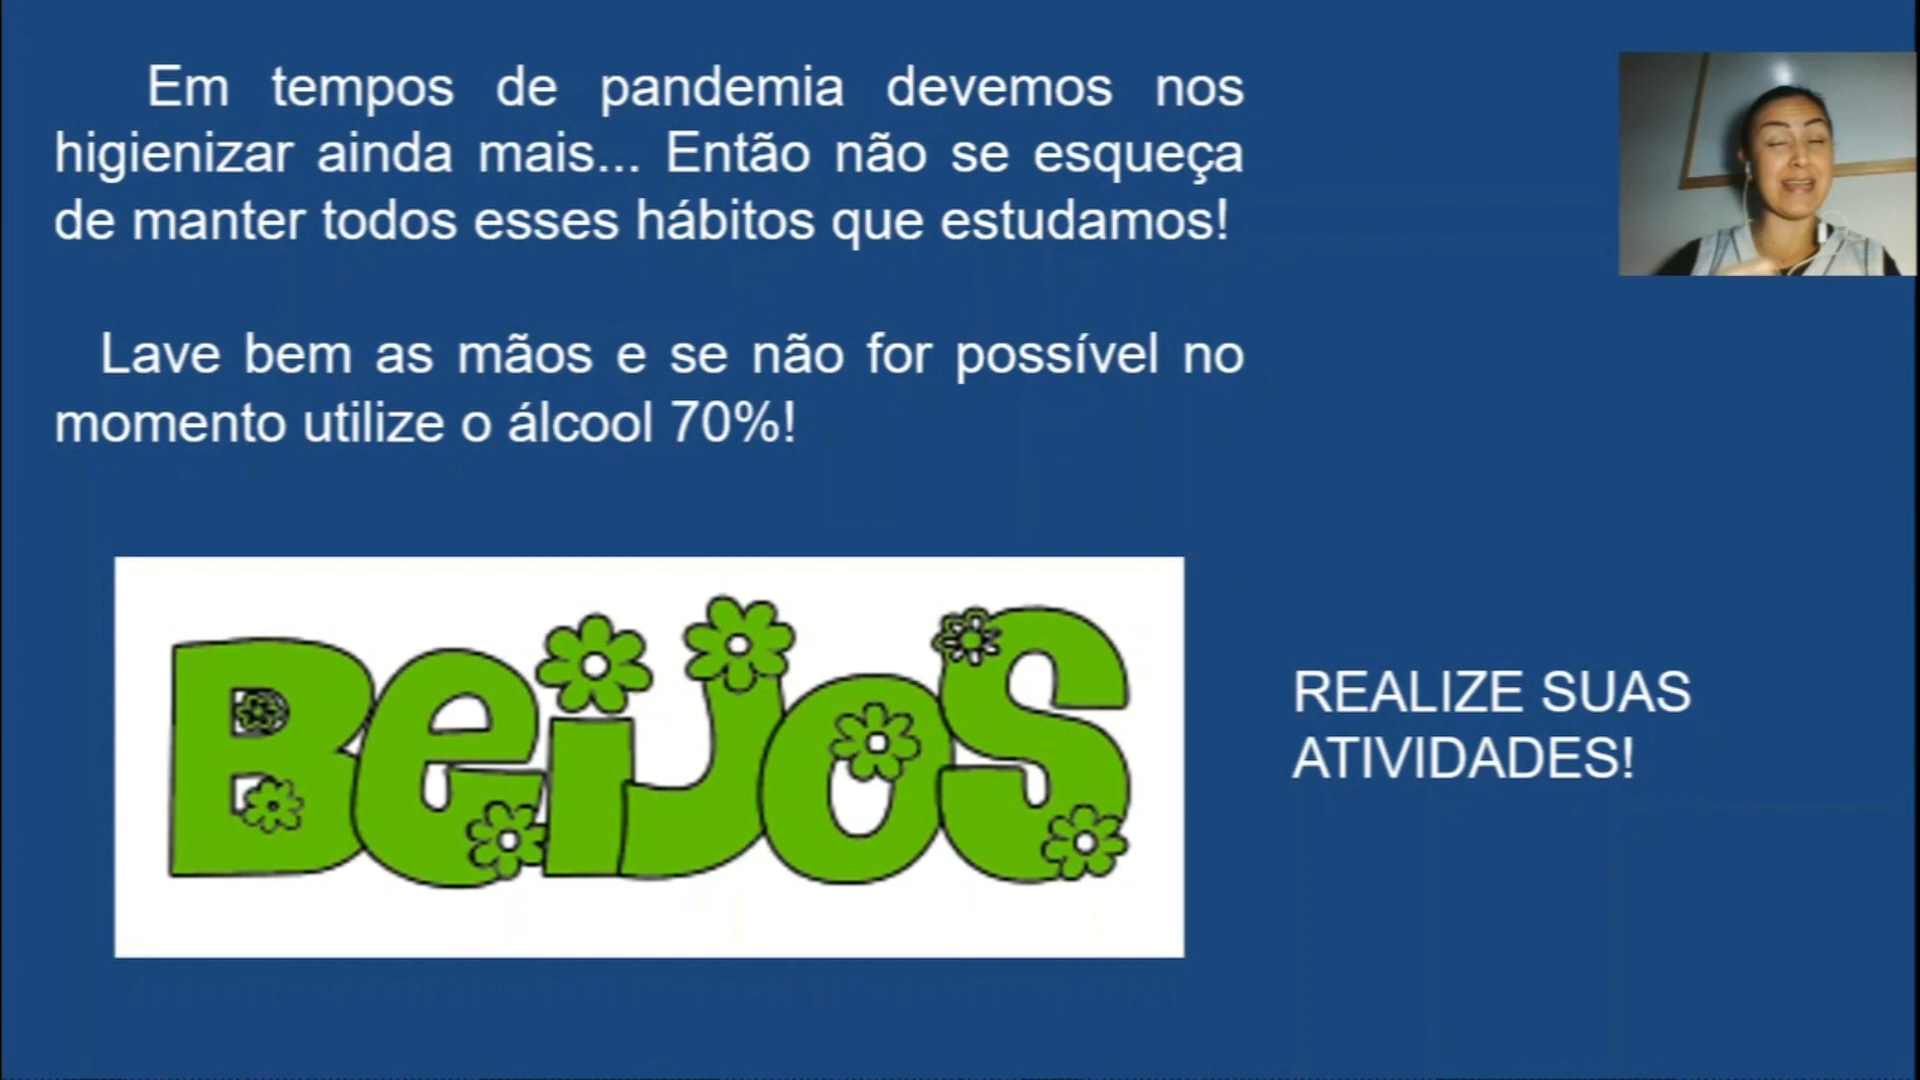 Em tempos de pandemia devemos nos
higienizar ainda mais... Então não se esqueça
de manter todos esses hábitos que estudamos!
Lave bem as mãos e se não for possível no
momento utilize o álcool 70%!
BeiJoS
REALIZE SUAS
ATIVIDADES!